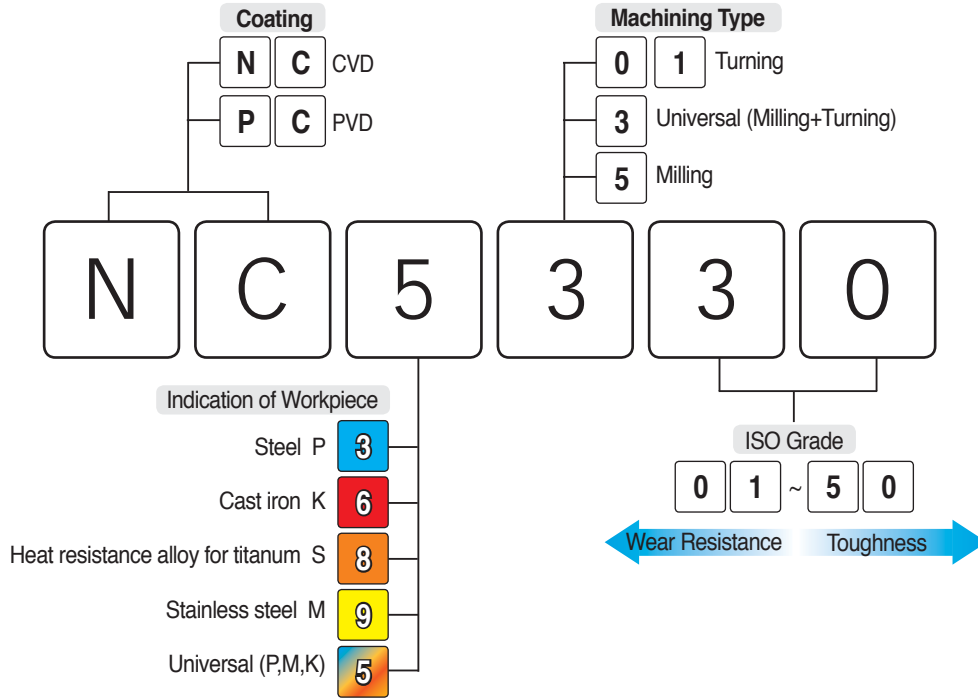 Coating
N C CVD
P C PVD
Machining Type
0 1 Turning
3 Universal (Milling+Turning)
5 Milling
N C 5 3 3 0
Indication of Workpiece
Steel P 3
Cast iron K 6
Heat resistance alloy for titanum S 8
Stainless steel M 9
Universal (P,M,K) 5
ISO Grade
0 1 ~ 5 0
Wear Resistance Toughness